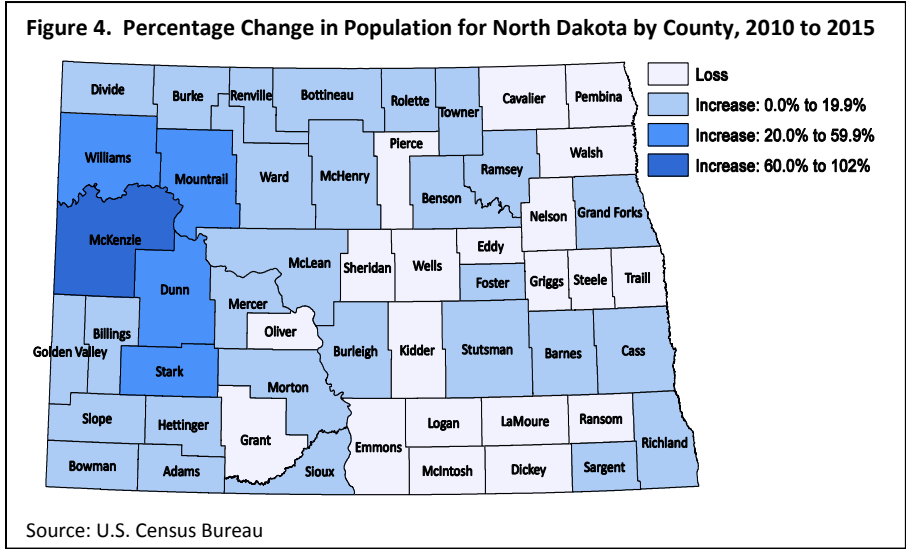 Figure 4.  Percentage Change in Population for North Dakota by County, 2010 to 2015
Loss
Increase: 0.0% to 19.9%
Increase: 20.0% to 59.9%
Increase: 60.0% to 102%
Divide
Burke
Renville
Bottineau
Rolette
Towner
Cavalier
Pembina
Williams
Mountrail
Ward
McHenry
Pierce
Benson
Ramsey
Walsh
Nelson
Grand Forks
McKenzie
Dunn
McLean
Sheridan
Wells
Eddy
Foster
Griggs
Steele
Traill
Mercer
Oliver
Golden Valley
Billings
Stark
Morton
Burleigh
Kidder
Stutsman
Barnes
Cass
Slope
Hettinger
Grant
Emmons
Logan
LaMoure
Ransom
Richland
Bowman
Adams
Sioux
McIntosh
Dickey
Sargent
Source: U.S. Census Bureau